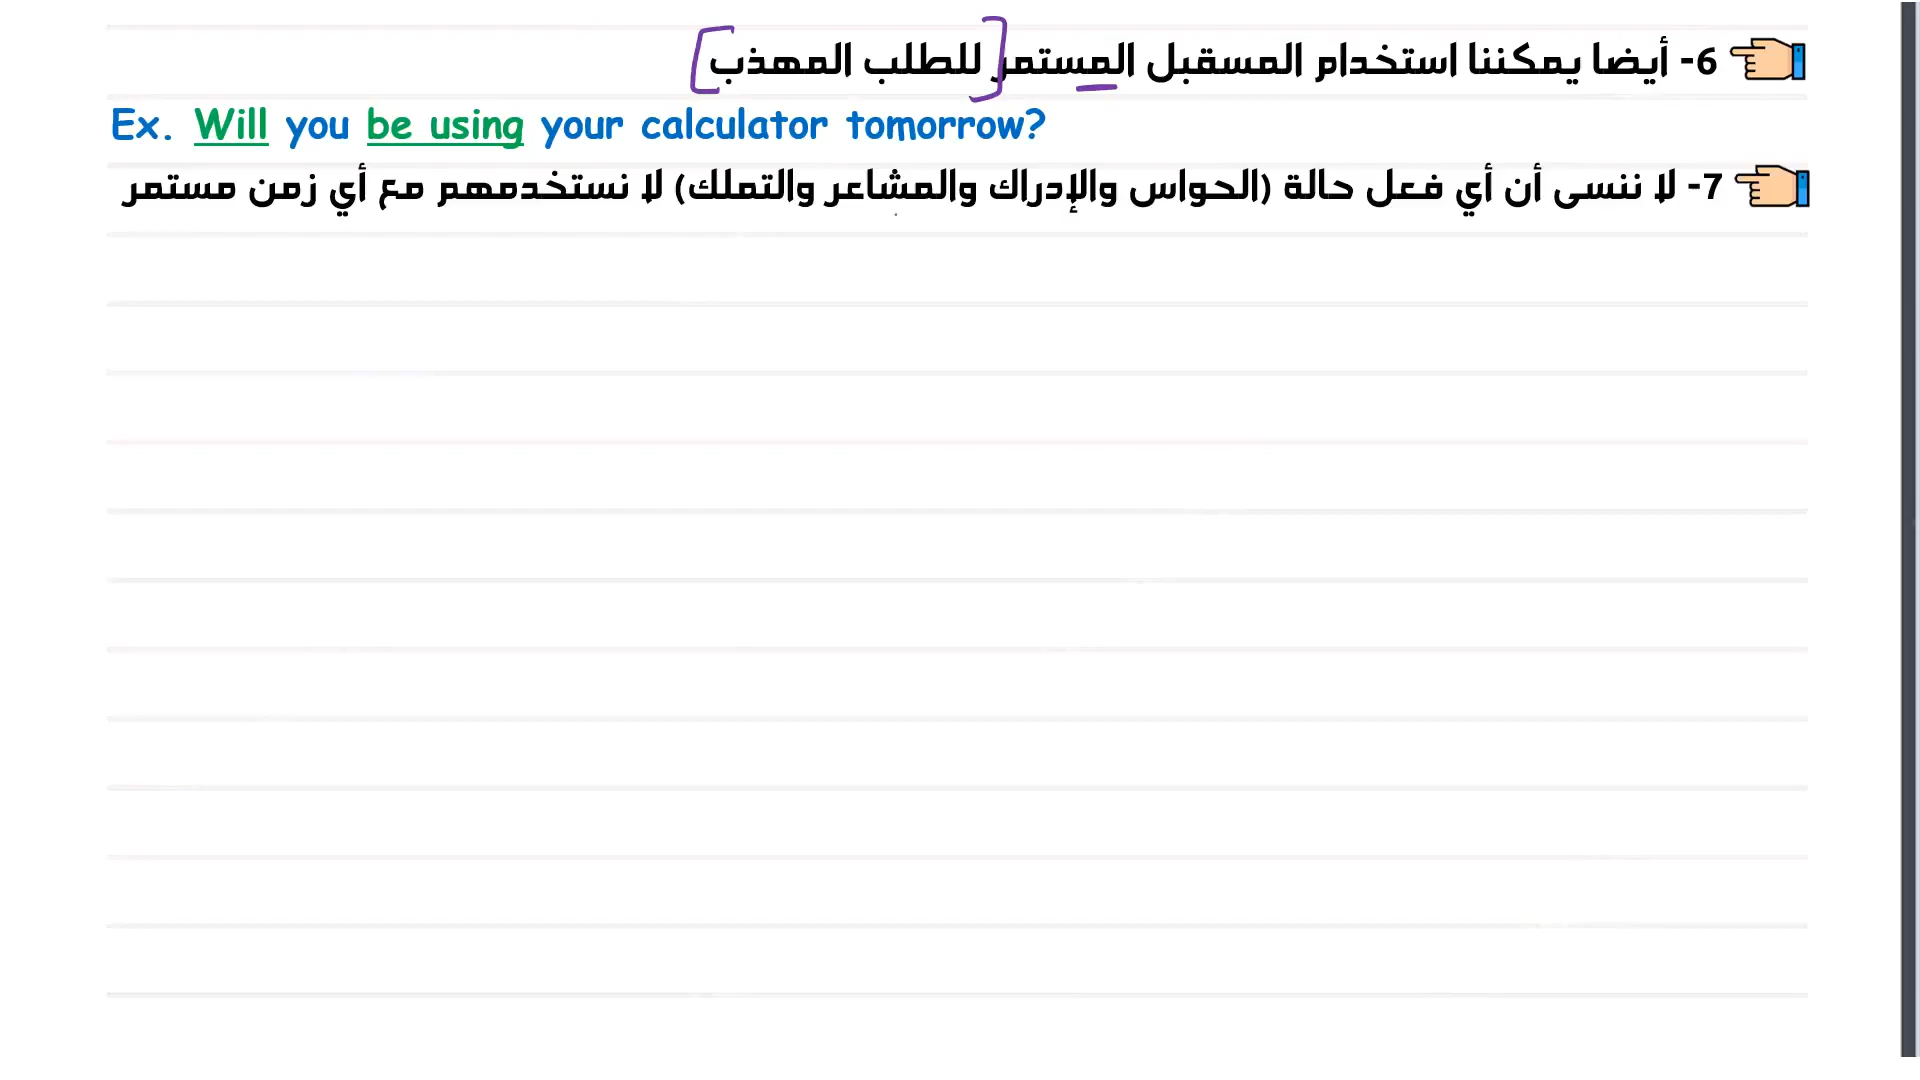 6- أيضا يمكننا استخدام المسقبل المستمر للطلب المهذب
Ex. Will you be using your calculator tomorrow?
7- لا ننسى أن أي فعل حالة (الحواس والإدراك والمشاعر والتملك) لا نستخدمهم مع أي زمن مستمر